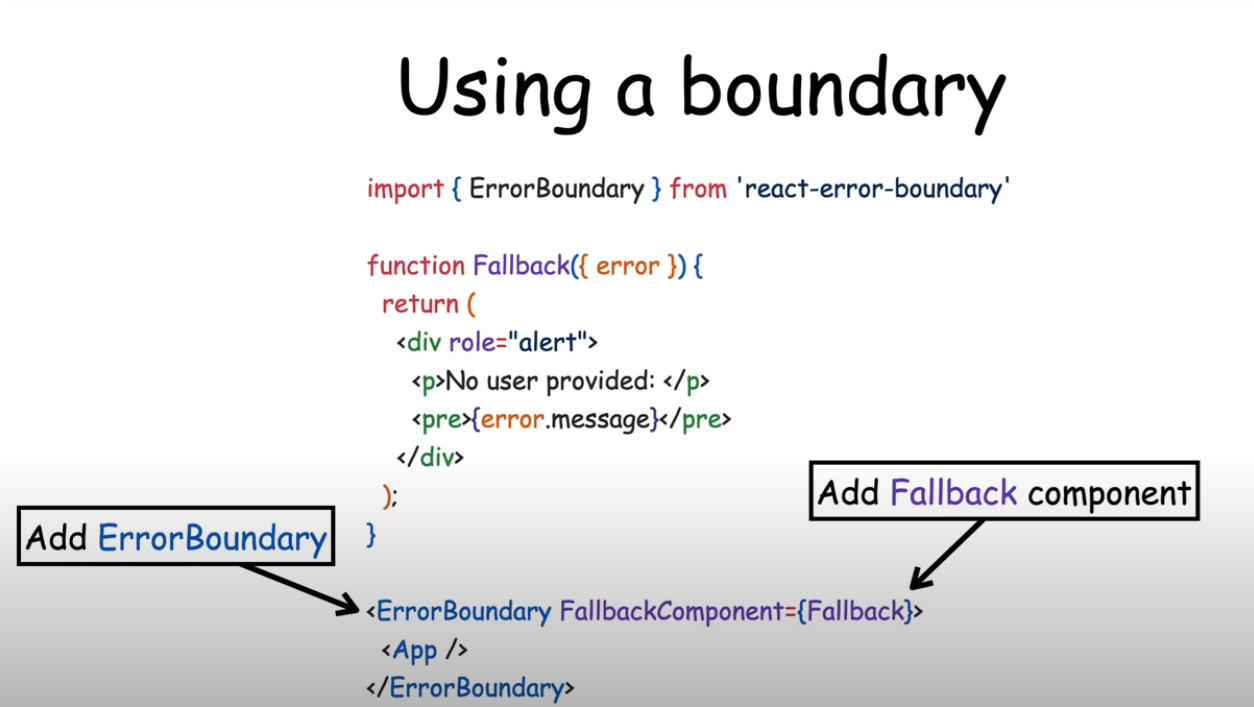 Using a boundary
import { ErrorBoundary } from 'react-error-boundary'
function Fallback({ error }) {
return (
<div role="alert">
<p>No user provided: </p>
<pre>{error.message}</pre>
</div>
);
}
Add Fallback component
Add ErrorBoundary
<ErrorBoundary FallbackComponent={Fallback}>
<App />
</ErrorBoundary>